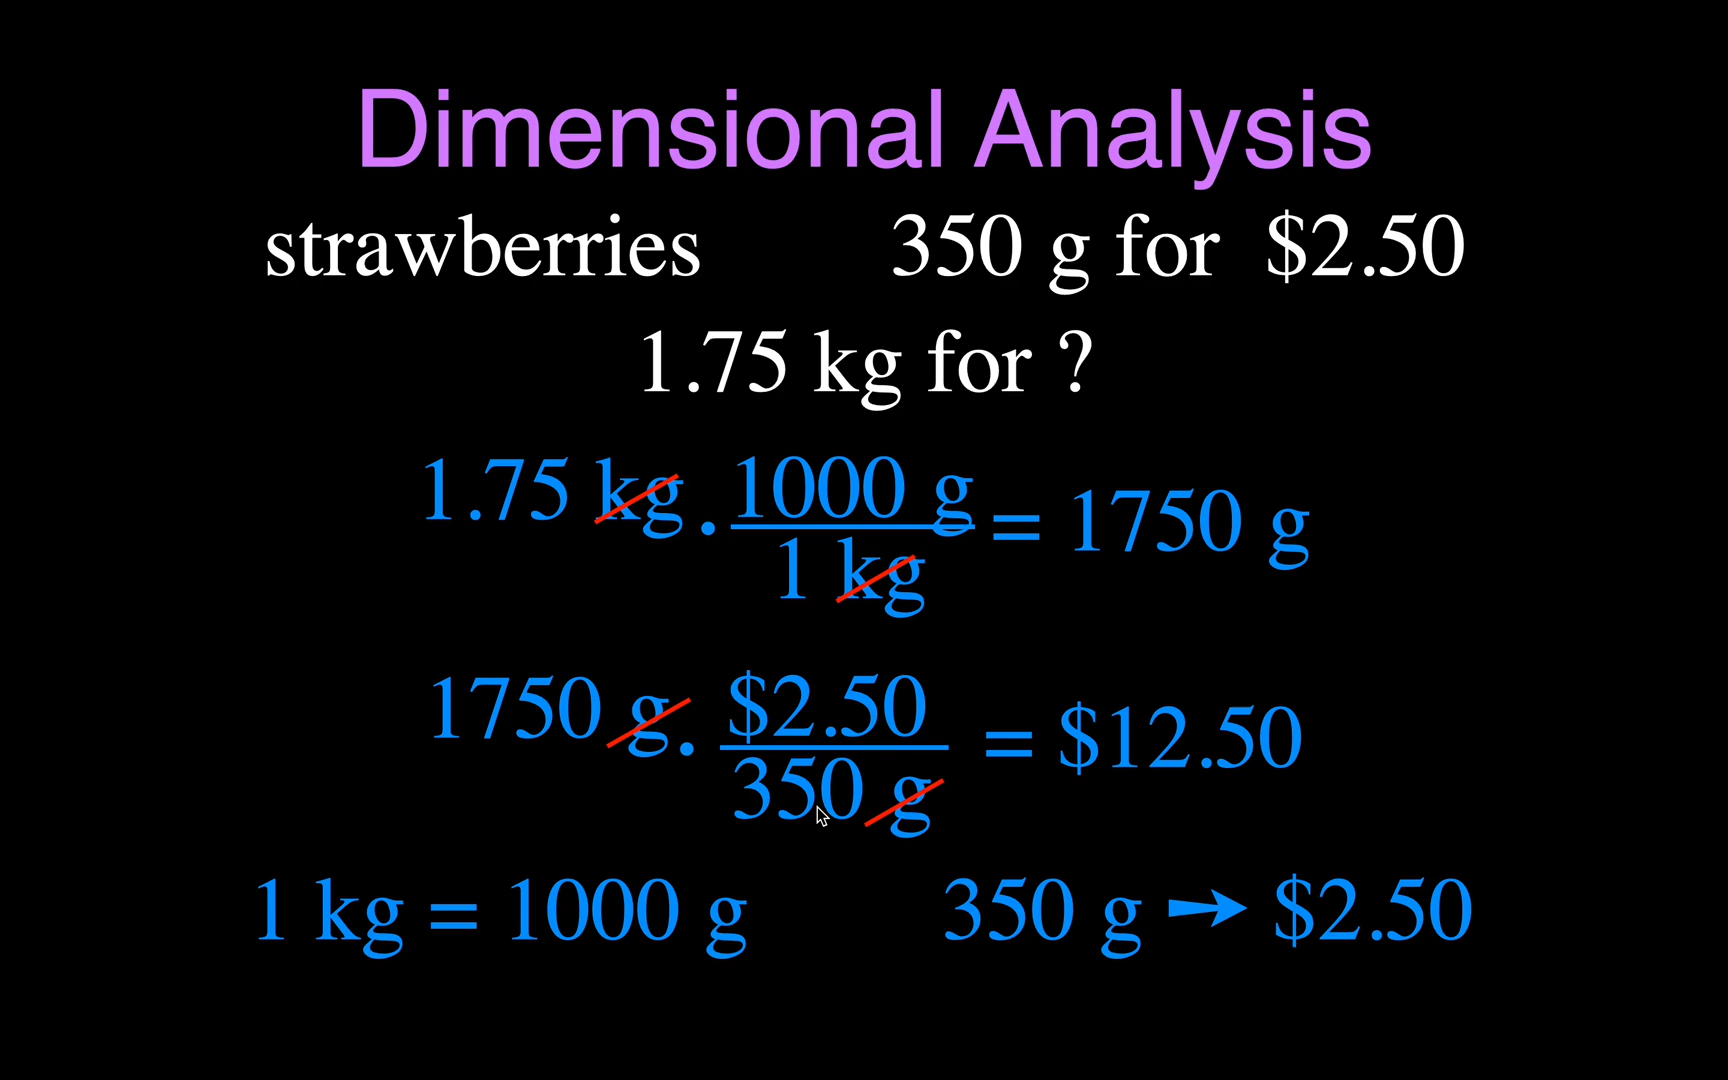 Dimensional Analysis
strawberries 350 g for $2.50
1.75 kg for ?
1.75 kg . 1000 g / 1 kg = 1750 g
1750 g . $2.50 / 350 g = $12.50
1 kg = 1000 g 350 g → $2.50